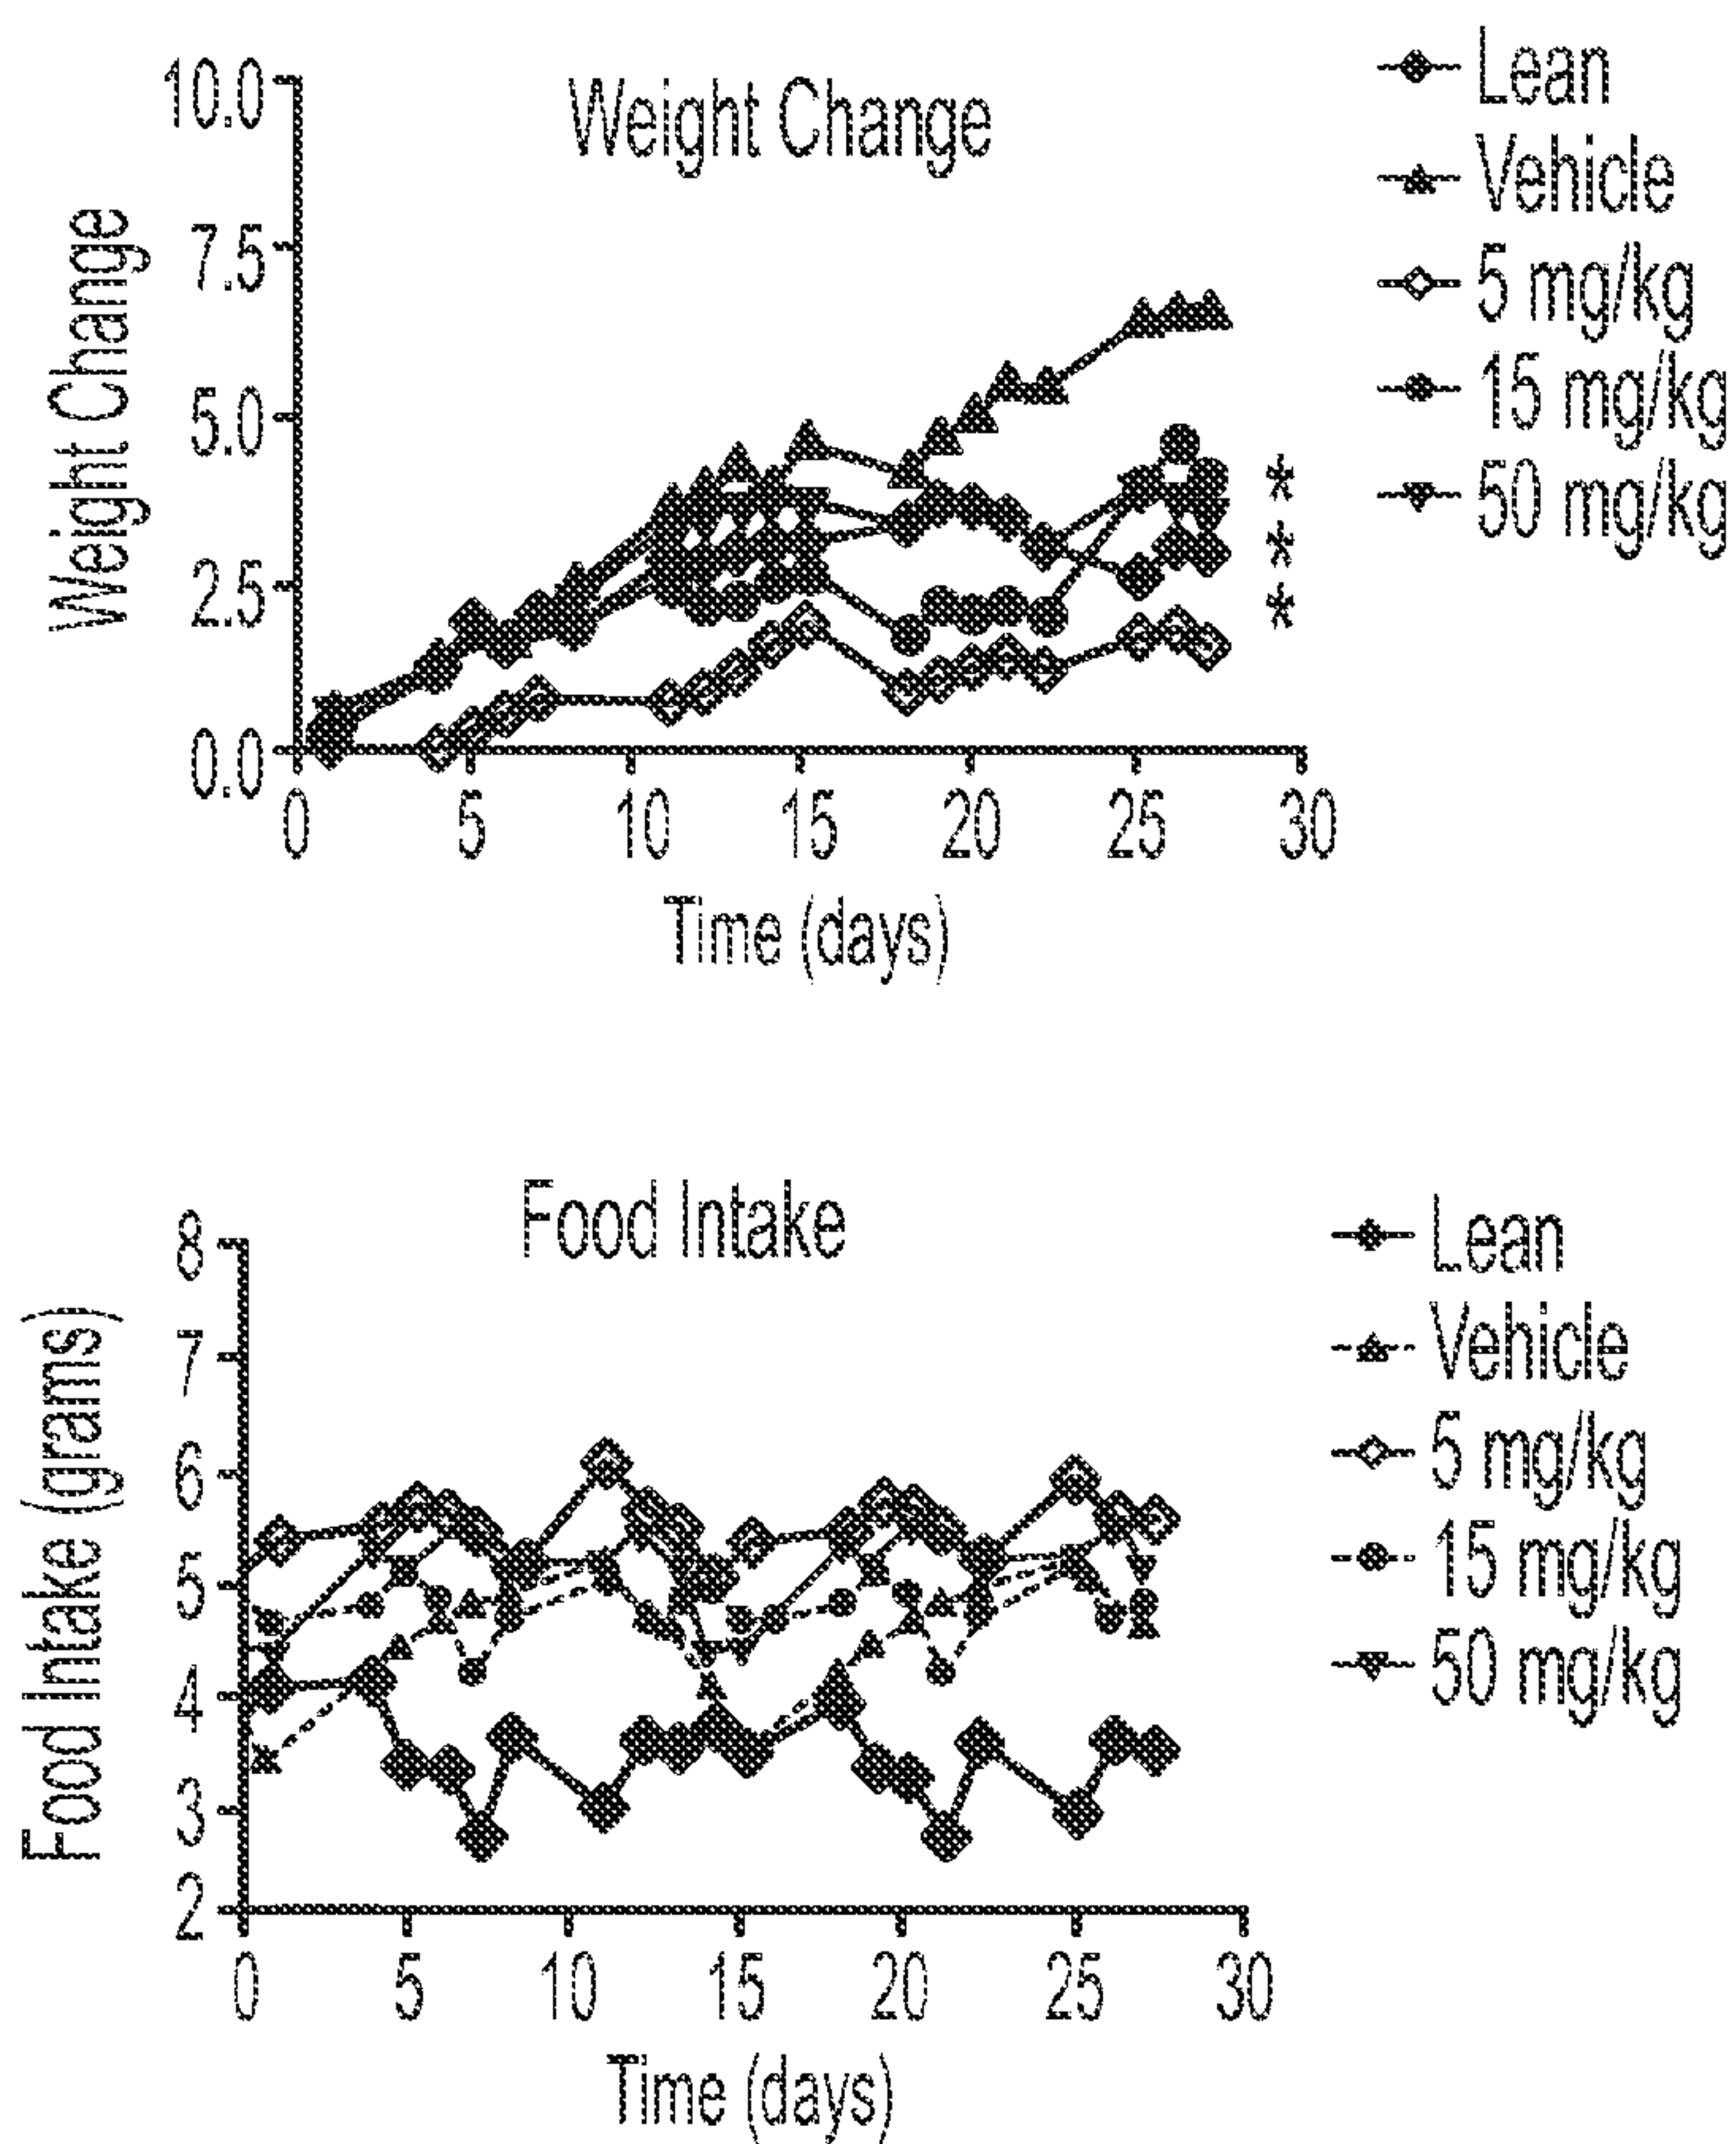 Weight Change
Weight Change
10.0
7.5
5.0
2.5
0.0
0 5 10 15 20 25 30
Time (days)
Lean
Vehicle
5 mg/kg
15 mg/kg
50 mg/kg
*
*
*
Food Intake
Food Intake (grams)
8
7
6
5
4
3
2
0 5 10 15 20 25 30
Time (days)
Lean
Vehicle
5 mg/kg
15 mg/kg
50 mg/kg